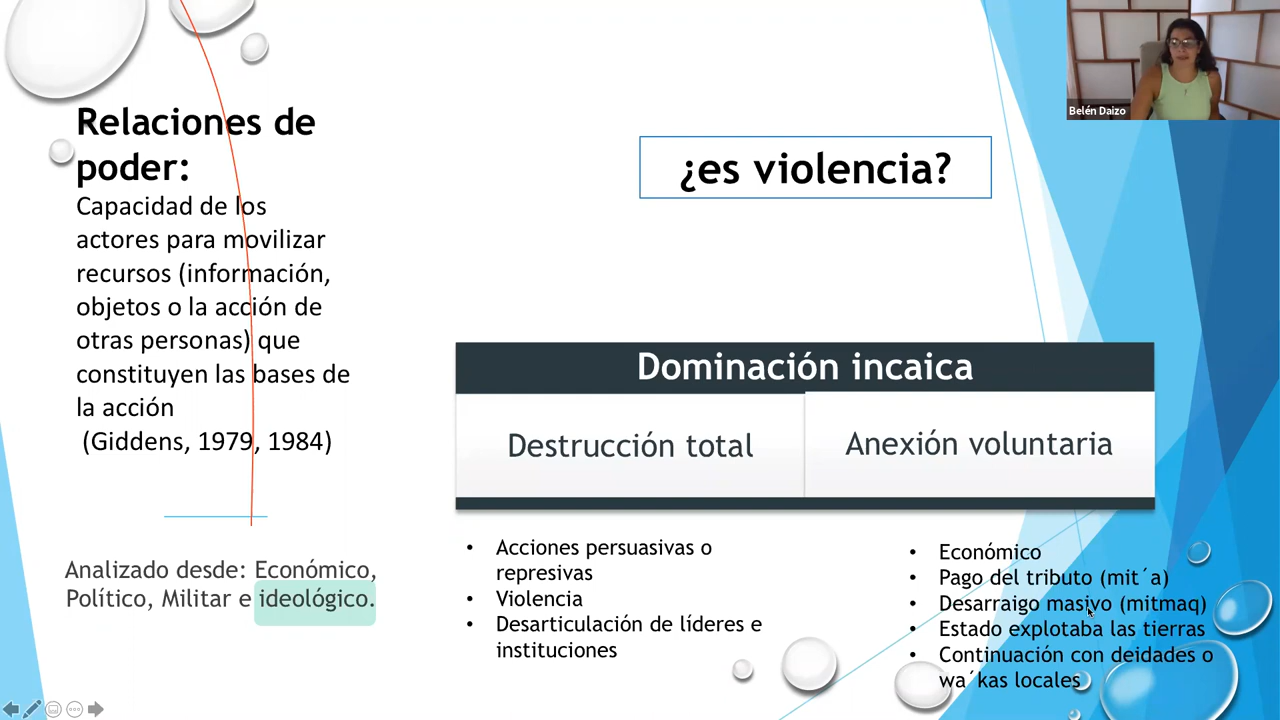 Belén Daizo
Relaciones de
poder:
Capacidad de los
actores para movilizar
recursos (información,
objetos o la acción de
otras personas) que
constituyen las bases de
la acción
(Giddens, 1979, 1984)
Analizado desde: Económico,
Político, Militar e ideológico.
¿es violencia?
Dominación incaica
Destrucción total
Anexión voluntaria
• Acciones persuasivas o
represivas
• Violencia
• Desarticulación de líderes e
instituciones
• Económico
• Pago del tributo (mit´a)
• Desarraigo masivo (mitmaq)
• Estado explotaba las tierras
• Continuación con deidades o
wa´kas locales